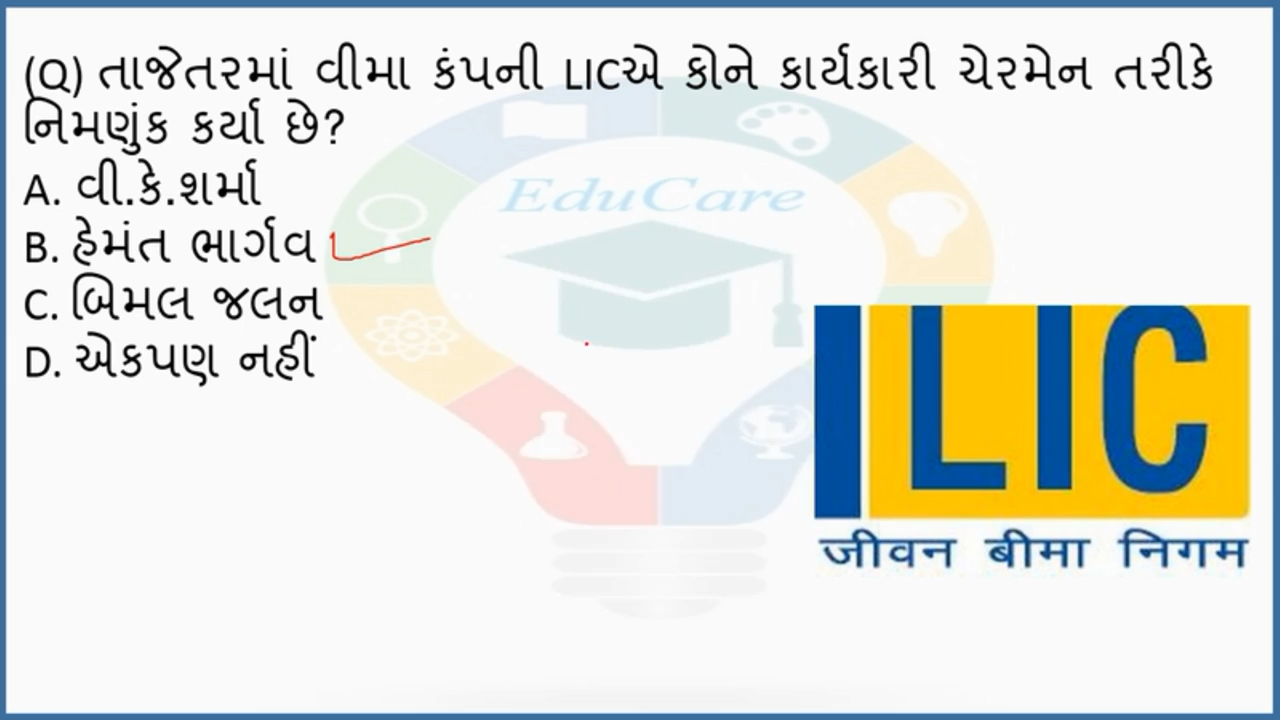 (Q) તાજેતરમાં વીમા કંપની LICએ કોને કાર્યકારી ચેરમેન તરીકે
નિમણુંક કર્યા છે?
EduCare
A. વી.કે.શર્મા
B. હેમંત ભાર્ગવ
C. બિમલ જલન
D. એકપણ નહીં
LIC
जीवन बीमा निगम